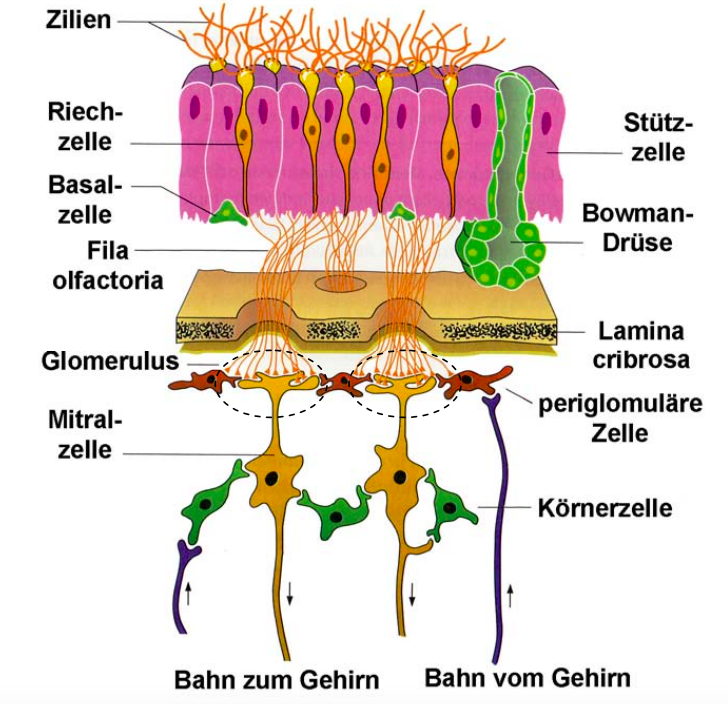 Zilien
Riech-
zelle
Basal-
zelle
Fila
olfactoria
Glomerulus
Mitral-
zelle
Stütz-
zelle
Bowman-
Drüse
Lamina
cribrosa
periglomuläre
Zelle
Körnerzelle
Bahn zum Gehirn
Bahn vom Gehirn